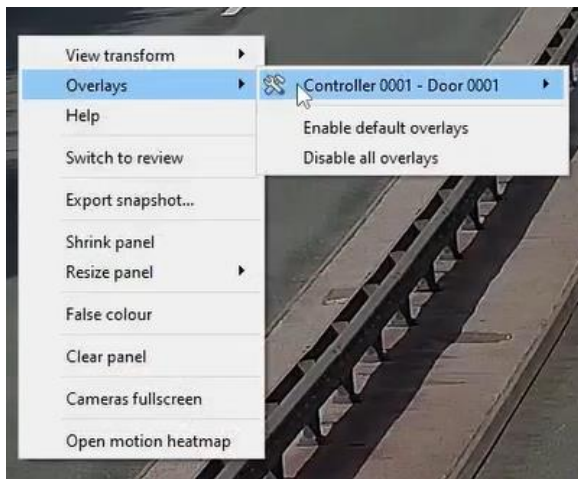 View transform
Overlays
Controller 0001 - Door 0001
Help
Enable default overlays
Switch to review
Disable all overlays
Export snapshot...
Shrink panel
Resize panel
False colour
Clear panel
Cameras fullscreen
Open motion heatmap